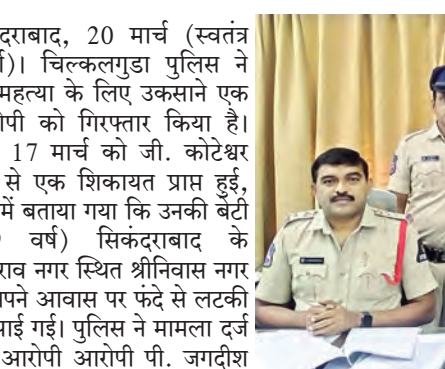 दराबाद, 20 मार्च (स्वतंत्र
र्ता)। चिल्कलगुडा पुलिस ने
महत्या के लिए उकसाने एक
ोपी को गिरफ्तार किया है।
17 मार्च को जी. कोटेश्वर
से एक शिकायत प्राप्त हुई,
में बताया गया कि उनकी बेटी
वर्ष) सिकंदराबाद के
राव नगर स्थित श्रीनिवास नगर
पने आवास पर फंदे से लटकी
पाई गई। पुलिस ने मामला दर्ज
आरोपी आरोपी पी. जगदीश